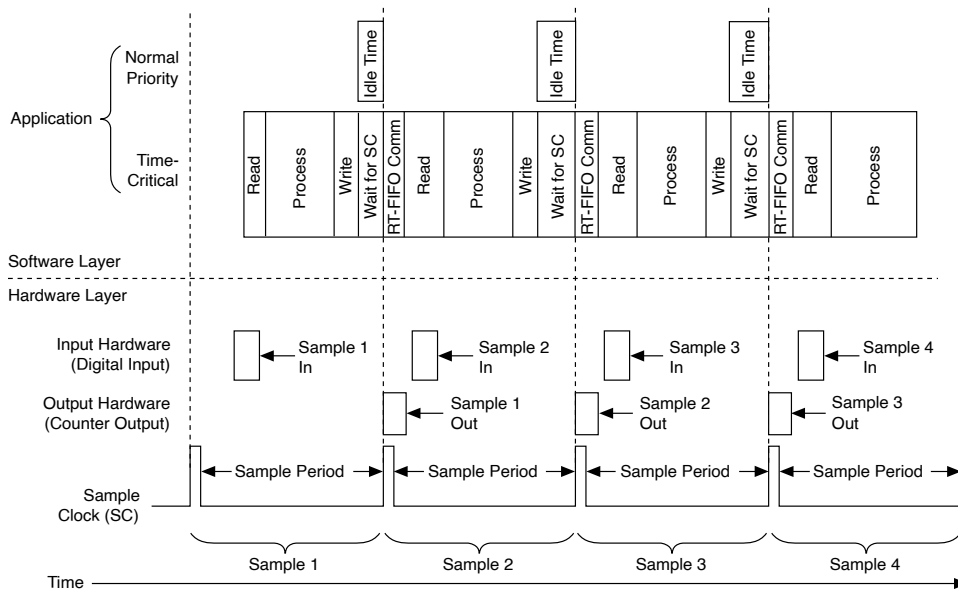 Normal
Priority
Application
Time-
Critical
Idle Time
Idle Time
Idle Time
Read
Process
Write
Wait for SC
RT-FIFO Comm
Read
Process
Write
Wait for SC
RT-FIFO Comm
Read
Process
Write
Wait for SC
RT-FIFO Comm
Read
Process
Software Layer
Hardware Layer
Input Hardware
(Digital Input)
Sample 1
In
Sample 2
In
Sample 3
In
Sample 4
In
Output Hardware
(Counter Output)
Sample 1
Out
Sample 2
Out
Sample 3
Out
Sample
Clock (SC)
Sample Period
Sample Period
Sample Period
Sample Period
Sample 1
Sample 2
Sample 3
Sample 4
Time